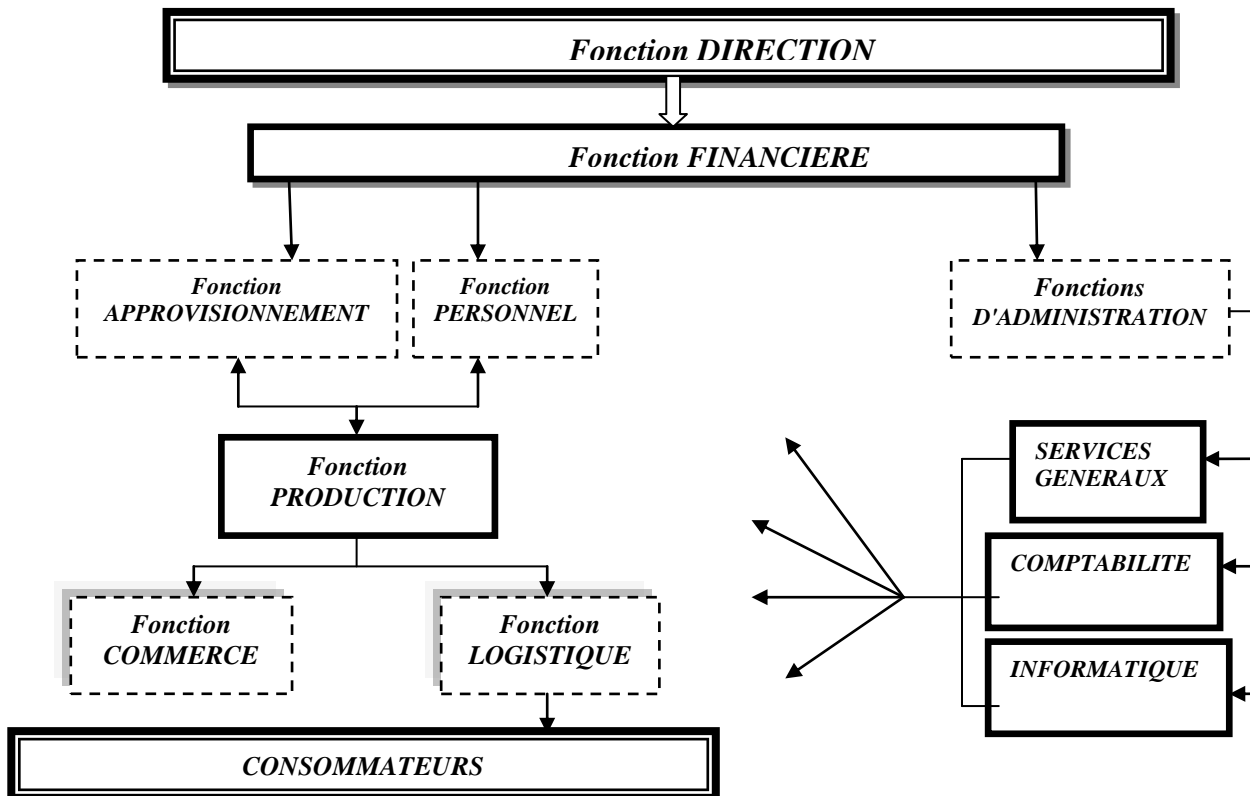 Fonction DIRECTION
Fonction FINANCIERE
Fonction
APPROVISIONNEMENT
Fonction
PERSONNEL
Fonctions
D'ADMINISTRATION
Fonction
PRODUCTION
SERVICES
GENERAUX
COMPTABILITE
INFORMATIQUE
Fonction
COMMERCE
Fonction
LOGISTIQUE
CONSOMMATEURS